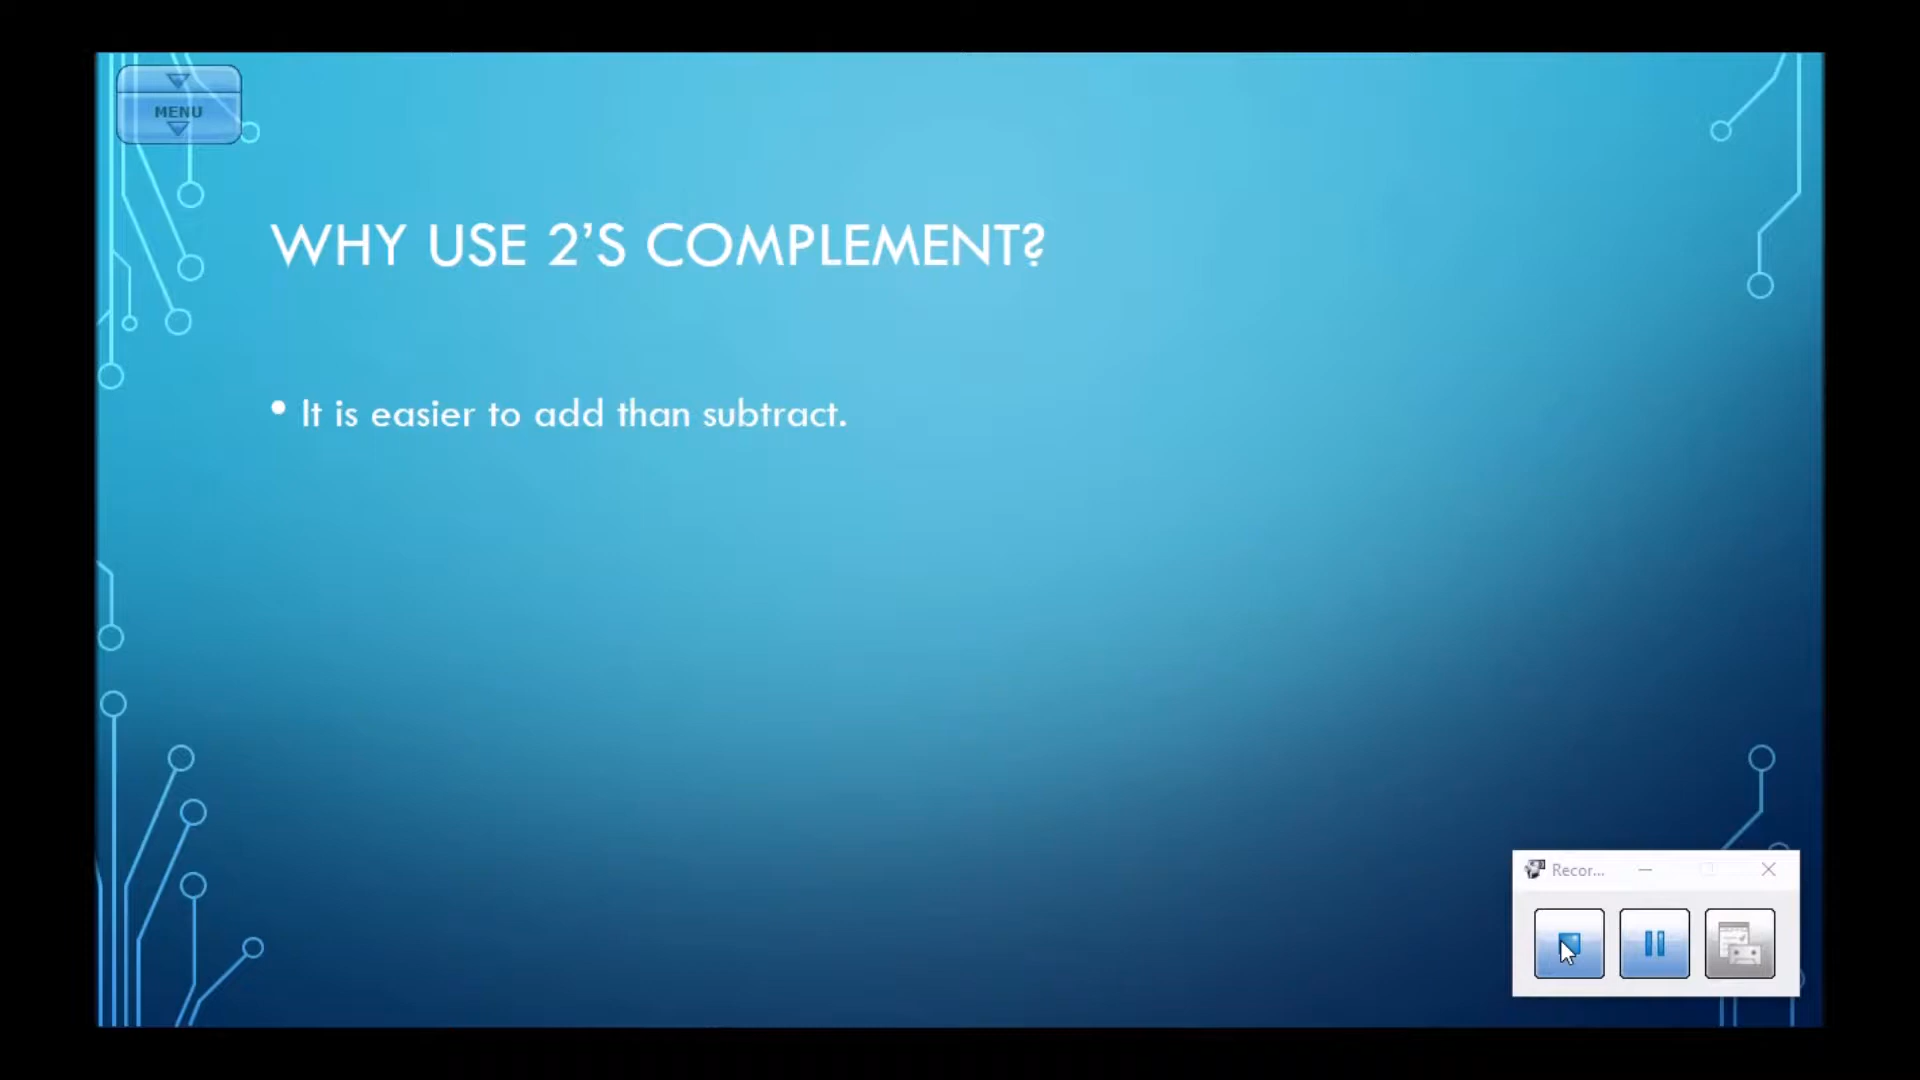 MENU
WHY USE 2’S COMPLEMENT?
• It is easier to add than subtract.
Recor...